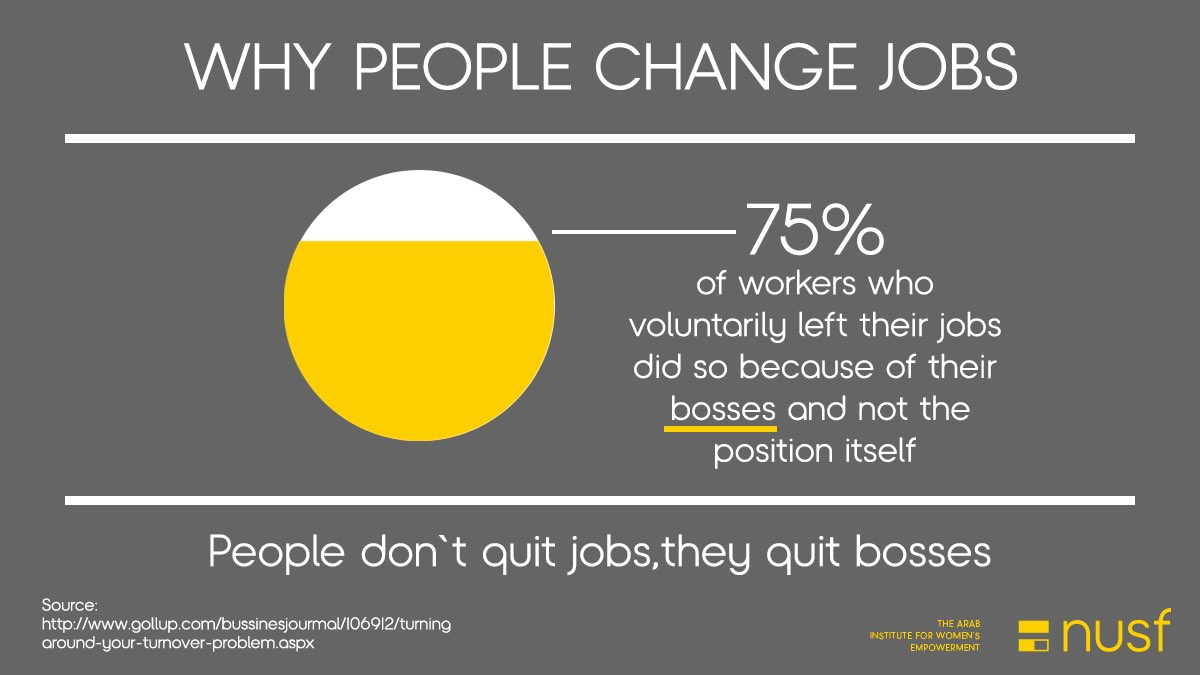 WHY PEOPLE CHANGE JOBS
75%
of workers who
voluntarily left their jobs
did so because of their
bosses and not the
position itself
People don`t quit jobs,they quit bosses
Source:
http://www.gollup.com/bussinesjournal/106912/turning
around-your-turnover-problem.aspx
THE ARAB
INSTITUTE FOR WOMEN'S
EMPOWERMENT
nusf